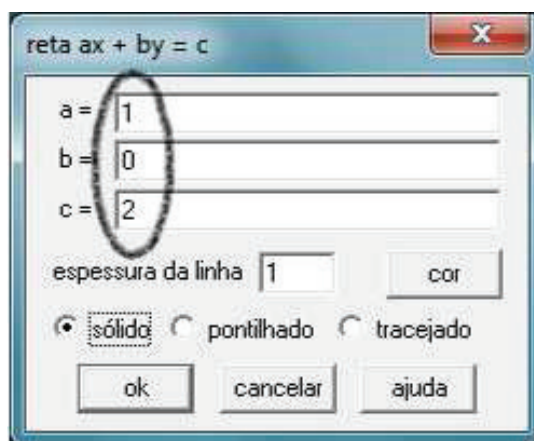 reta ax + by = c
a = 1
b = 0
c = 2
espessura da linha 1 cor
sólido pontilhado tracejado
ok cancelar ajuda